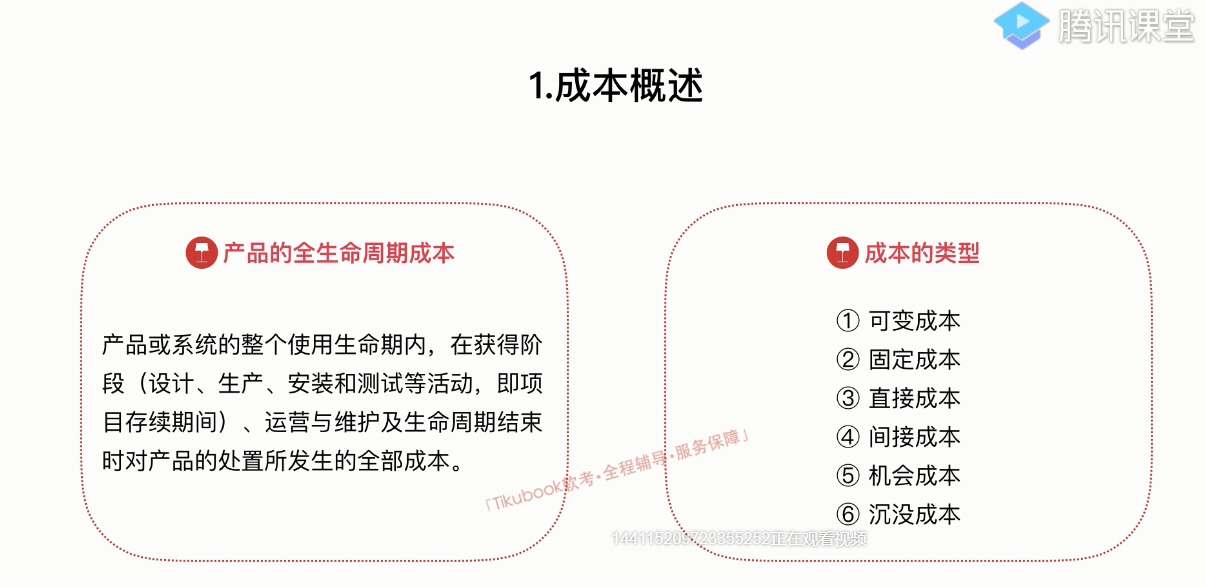 腾讯课堂
1.成本概述
产品的全生命周期成本
产品或系统的整个使用生命期内，在获得阶
段（设计、生产、安装和测试等活动，即项
目存续期间）、运营与维护及生命周期结束
时对产品的处置所发生的全部成本。
成本的类型
① 可变成本
② 固定成本
③ 直接成本
④ 间接成本
⑤ 机会成本
⑥ 沉没成本
「Tikubook软考•全程辅导•服务保障」
144115209723355252正在观看视频